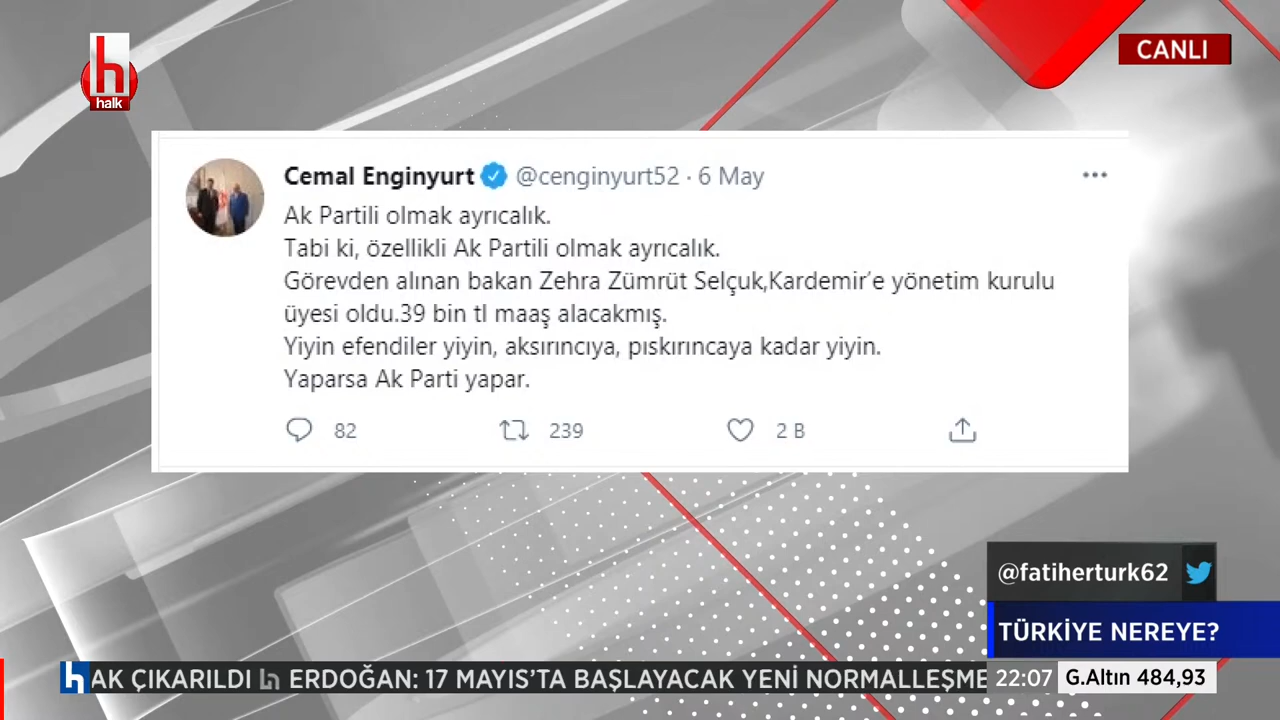 h
halk
CANLI
Cemal Enginyurt @cenginyurt52 · 6 May
Ak Partili olmak ayrıcalık.
Tabi ki, özellikli Ak Partili olmak ayrıcalık.
Görevden alınan bakan Zehra Zümrüt Selçuk,Kardemir'e yönetim kurulu
üyesi oldu.39 bin tl maaş alacakmış.
Yiyin efendiler yiyin, aksırıncıya, pıskırıncaya kadar yiyin.
Yaparsa Ak Parti yapar.
82 239 2 B
@fatiherturk62
TÜRKİYE NEREYE?
h AK ÇIKARILDI h ERDOĞAN: 17 MAYIS'TA BAŞLAYACAK YENİ NORMALLEŞME 22:07 G.Altın 484,93